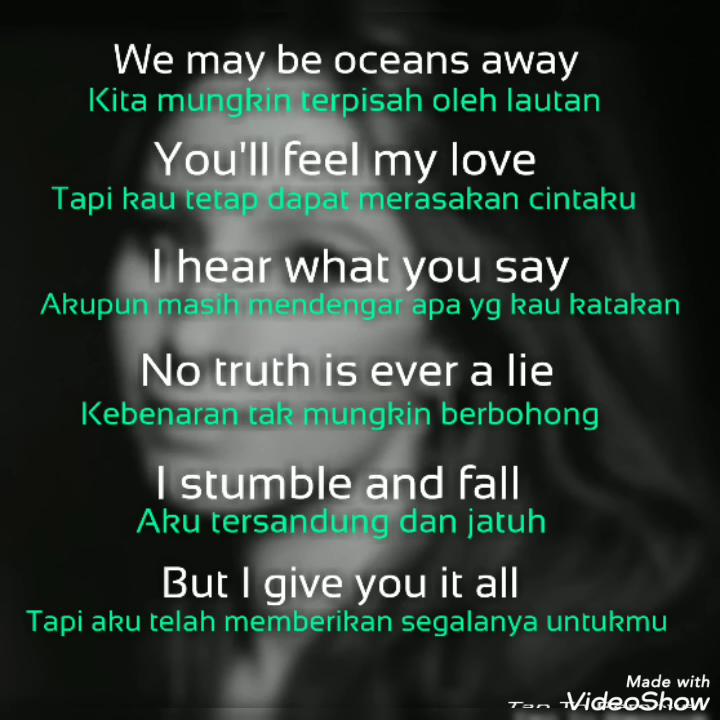 We may be oceans away
Kita mungkin terpisah oleh lautan
You'll feel my love
Tapi kau tetap dapat merasakan cintaku
I hear what you say
Akupun masih mendengar apa yg kau katakan
No truth is ever a lie
Kebenaran tak mungkin berbohong
I stumble and fall
Aku tersandung dan jatuh
But I give you it all
Tapi aku telah memberikan segalanya untukmu
Made with
VideoShow